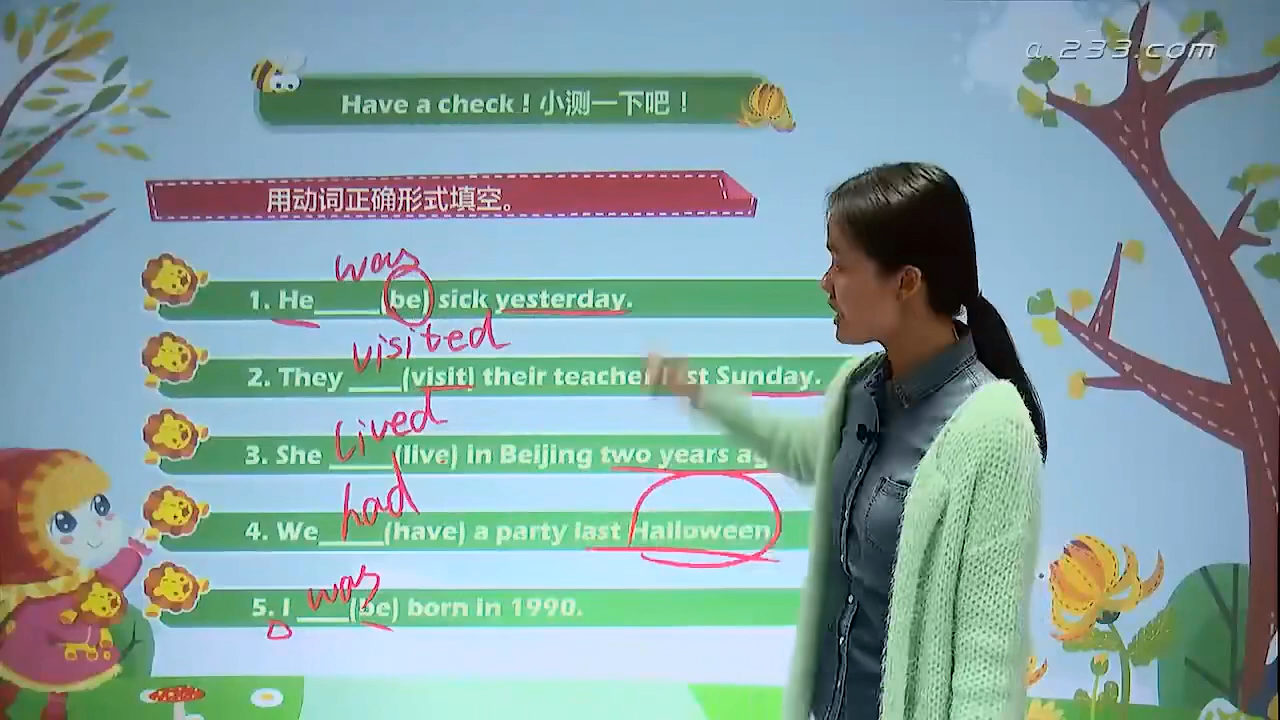 a.233.com
Have a check! 小测一下吧！
用动词正确形式填空。
was
1. He____(be) sick yesterday.
visited
2. They ____(visit) their teacher last Sunday.
lived
3. She ____(live) in Beijing two years ag
had
4. We____(have) a party last Halloween
was
5. I ____(be) born in 1990.